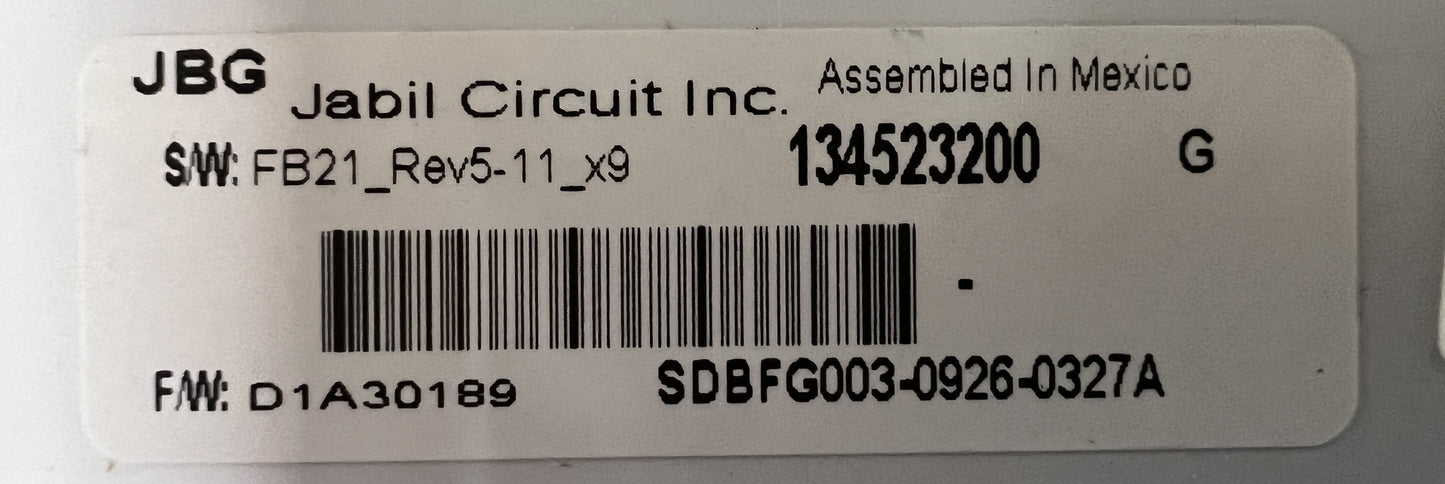 JBG Jabil Circuit Inc. Assembled In Mexico
S/W: FB21_Rev5-11_x9 134523200 G
-
F/W: D1A30189 SDBFG003-0926-0327A